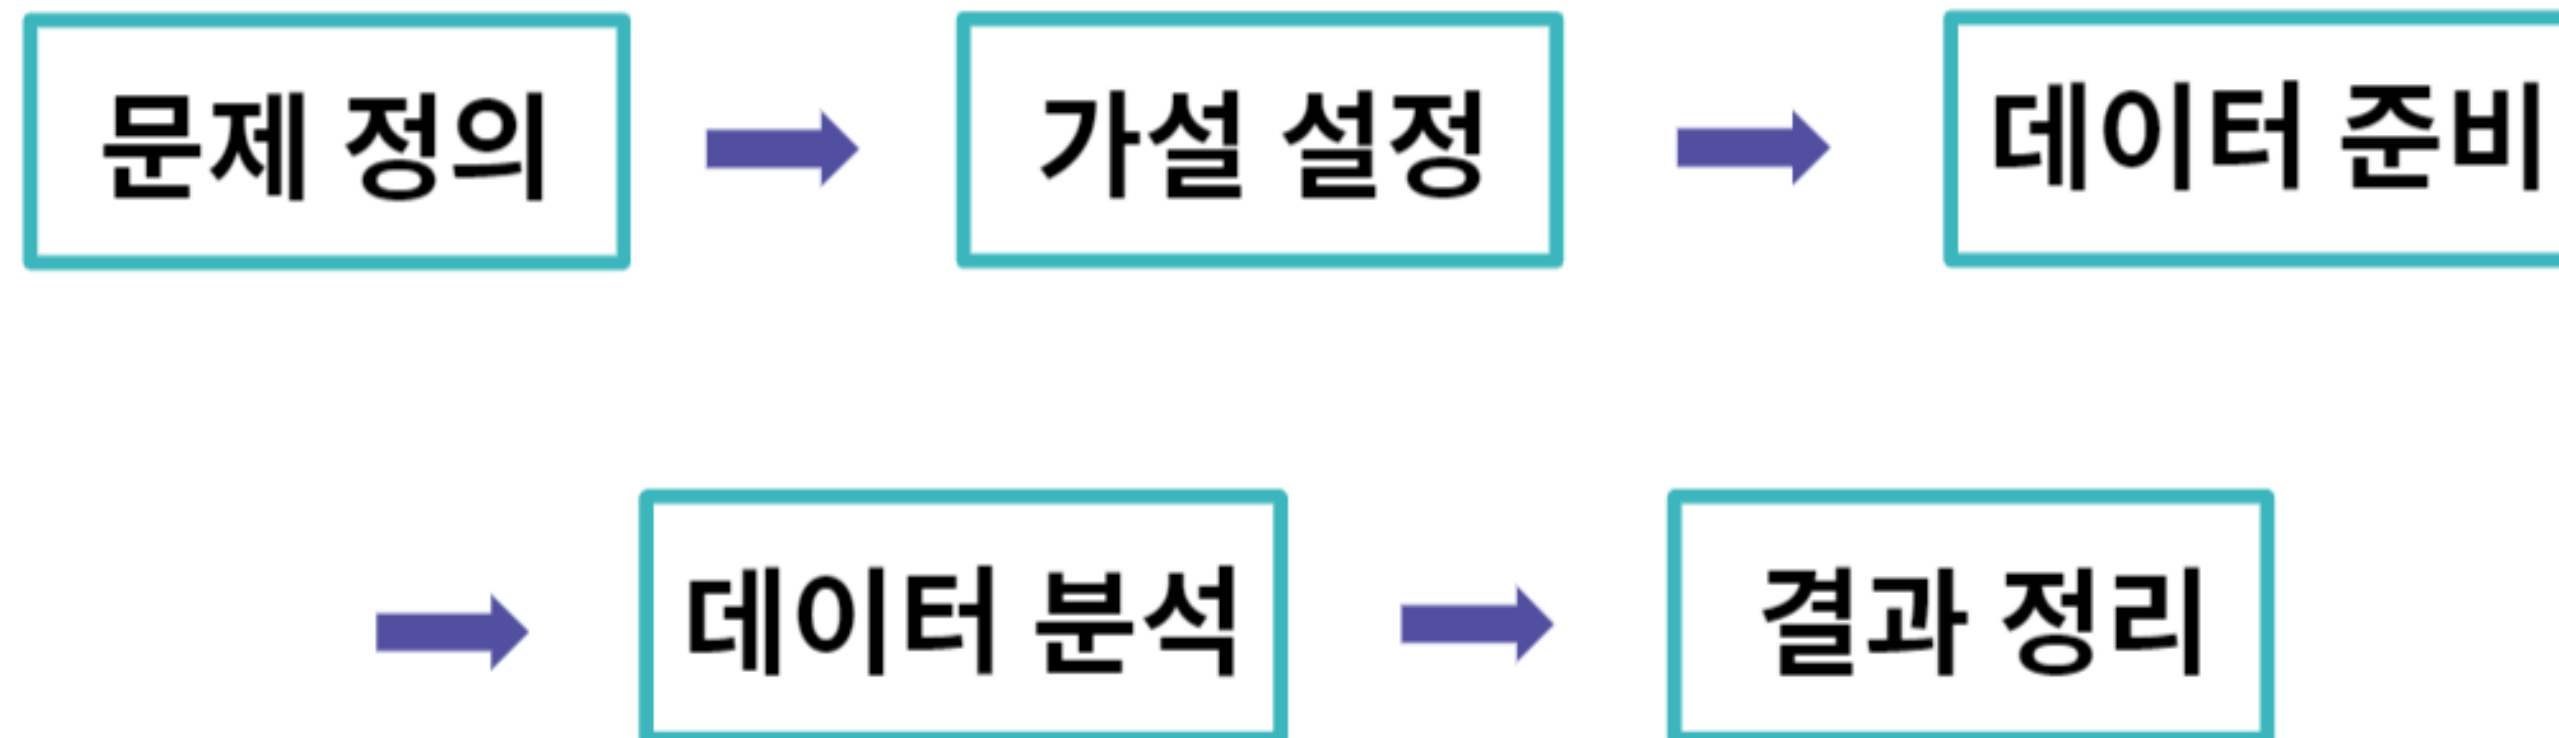 문제 정의
가설 설정
데이터 준비
데이터 분석
결과 정리